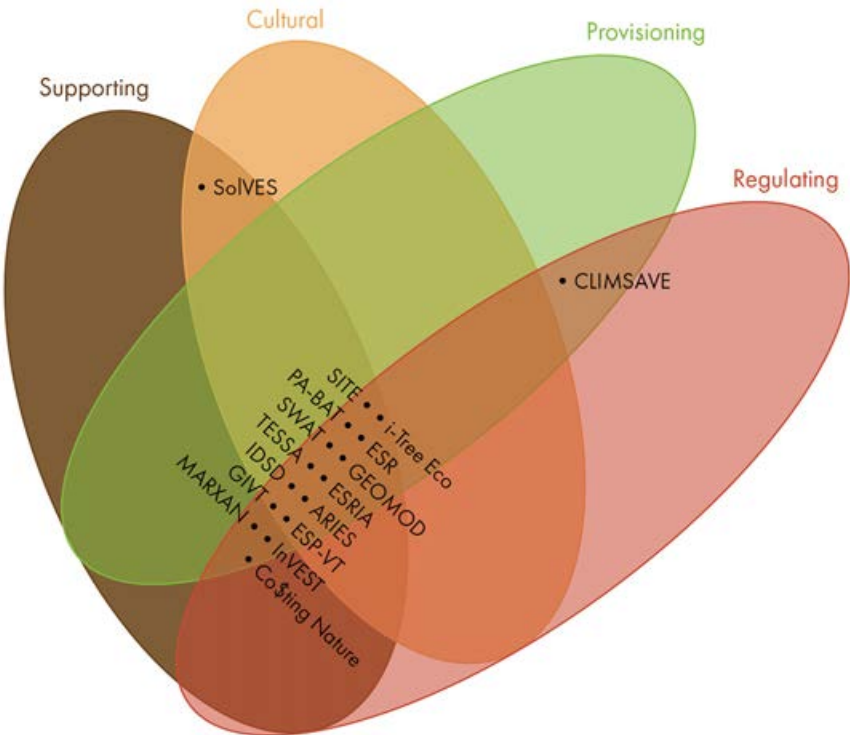 Cultural
Provisioning
Supporting
Regulating
• SolVES
• CLIMSAVE
SITE •
• i-Tree Eco
PA-BAT •
• ESR
SWAT •
• GEOMOD
TESSA •
• ESRIA
IDSD •
• ARIES
GIVT •
• ESP-VT
MARXAN •
• InVEST
• Co$ting Nature